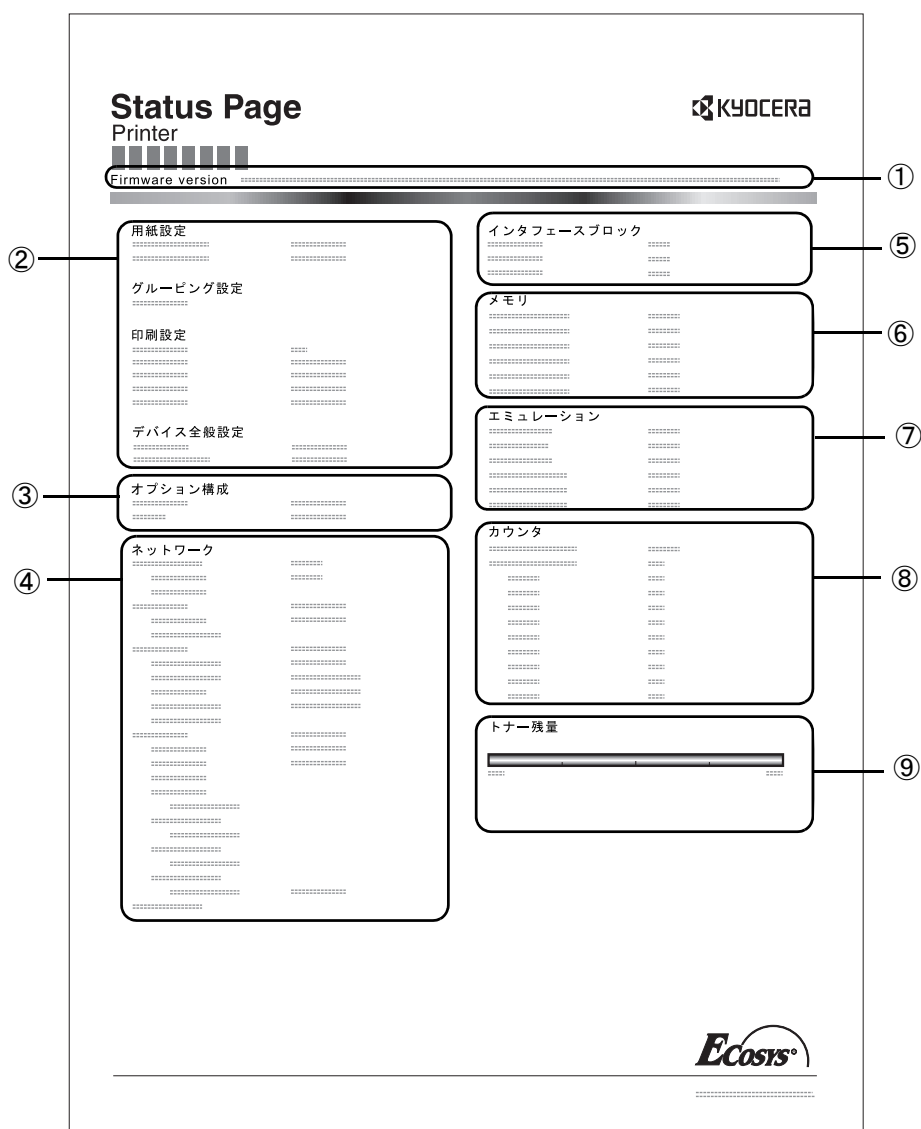 Status Page
KYOCERA
Printer
Firmware version
①
②
用紙設定
グルーピング設定
印刷設定
デバイス全般設定
③
オプション構成
④
ネットワーク
⑤
インタフェースブロック
⑥
メモリ
⑦
エミュレーション
⑧
カウンタ
⑨
トナー残量
ECOSYS